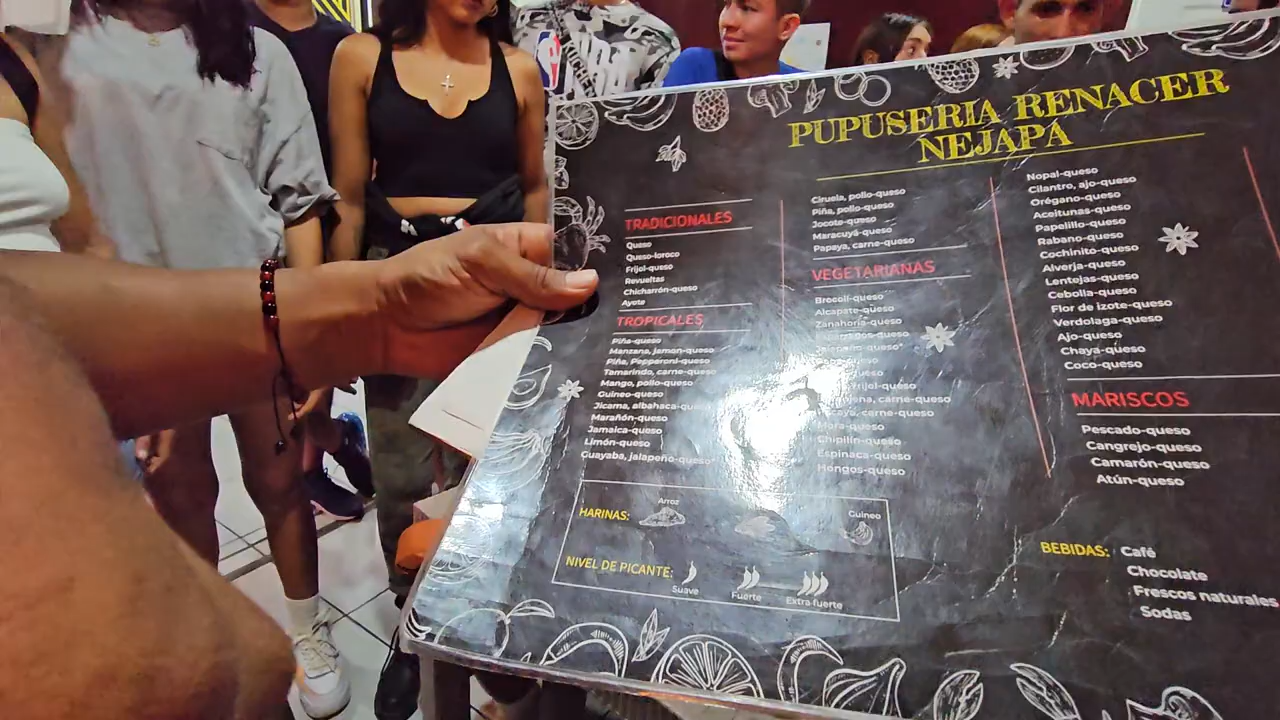 PUPUSERIA RENACER
NEJAPA
TRADICIONALES
Queso
Queso-loroco
Frijol-queso
Revueltas
Chicharrón-queso
Ayote
TROPICALES
Piña-queso
Manzana, jamon-queso
Piña, Pepperoni-queso
Tamarindo, carne-queso
Mango, pollo-queso
Guineo-queso
Jicama, albahaca-queso
Marañón-queso
Jamaica-queso
Limón-queso
Guayaba, jalapeño-queso
Ciruela, pollo-queso
Piña, pollo-queso
Jocote-queso
Maracuyá-queso
Papaya, carne-queso
VEGETARIANAS
Brocoli-queso
Alcapate-queso
Zanahoria-queso
frijol-queso
carne-queso
Mora-queso
Chipilín-queso
Espinaca-queso
Hongos-queso
Nopal-queso
Cilantro, ajo-queso
Orégano-queso
Aceitunas-queso
Papelillo-queso
Rabano-queso
Cochinito-queso
Alverja-queso
Lentejas-queso
Cebolla-queso
Flor de izote-queso
Verdolaga-queso
Ajo-queso
Chaya-queso
Coco-queso
MARISCOS
Pescado-queso
Cangrejo-queso
Camarón-queso
Atún-queso
HARINAS:
Arroz
Guineo
NIVEL DE PICANTE:
Suave
Fuerte
Extra fuerte
BEBIDAS: Café
Chocolate
Frescos naturales
Sodas